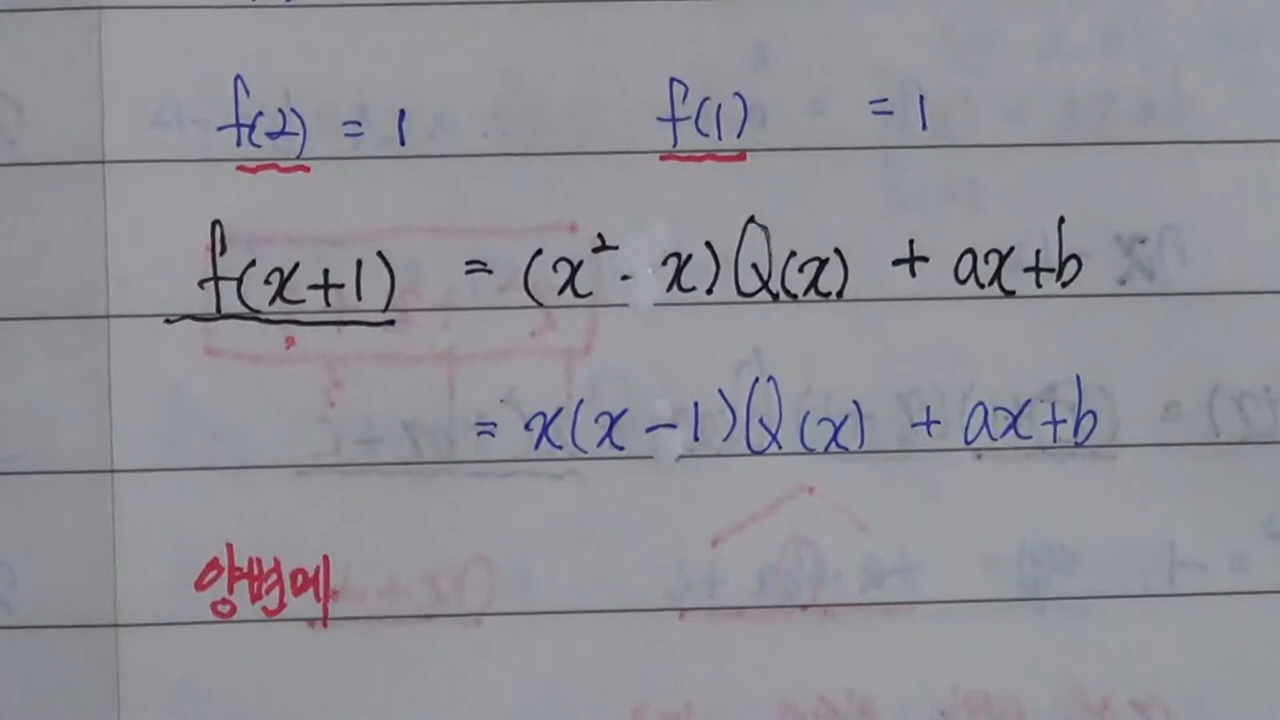 f(2) = 1 f(1) = 1
f(x+1) = (x² - x)Q(x) + ax+b
= x(x-1)Q(x) + ax+b
양변에